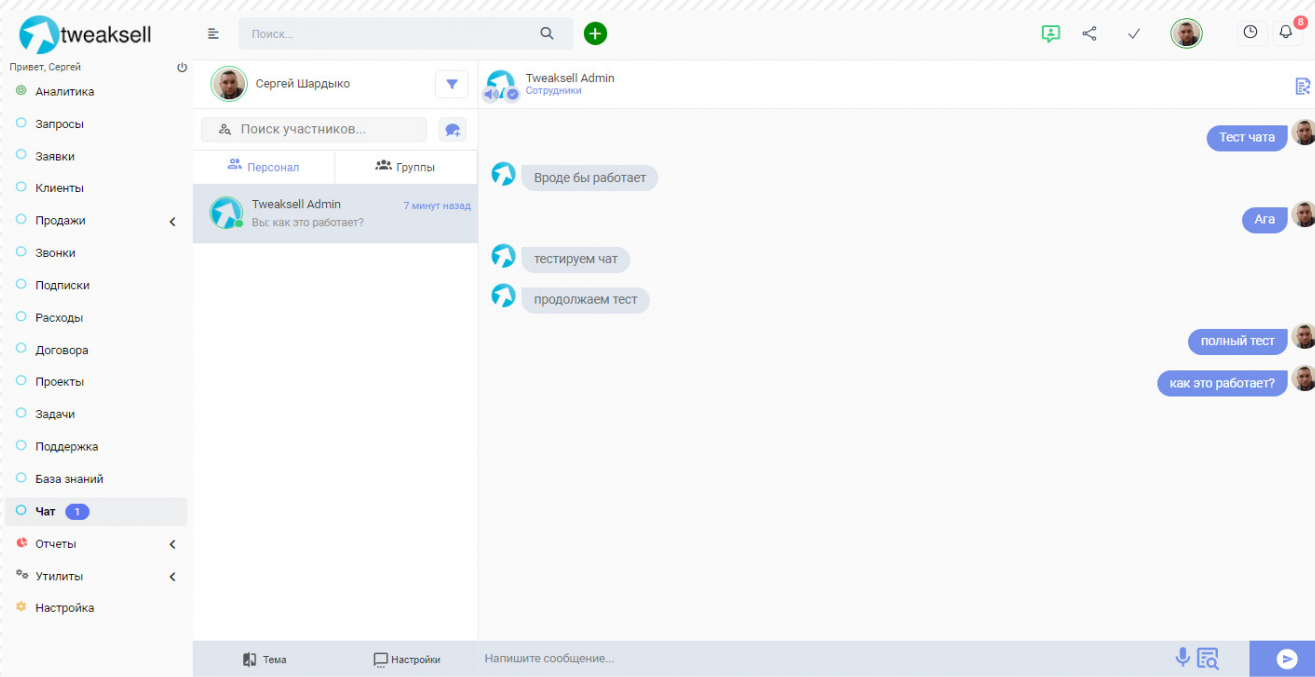 tweaksell
Поиск...
8
Привет, Сергей
Аналитика
Запросы
Заявки
Клиенты
Продажи
Звонки
Подписки
Расходы
Договора
Проекты
Задачи
Поддержка
База знаний
Чат 1
Отчеты
Утилиты
Настройка
Сергей Шардыко
Поиск участников...
Персонал
Группы
Tweaksell Admin
7 минут назад
Вы: как это работает?
Тема
Настройки
Tweaksell Admin
Сотрудники
Тест чата
Вроде бы работает
Ага
тестируем чат
продолжаем тест
полный тест
как это работает?
Напишите сообщение...